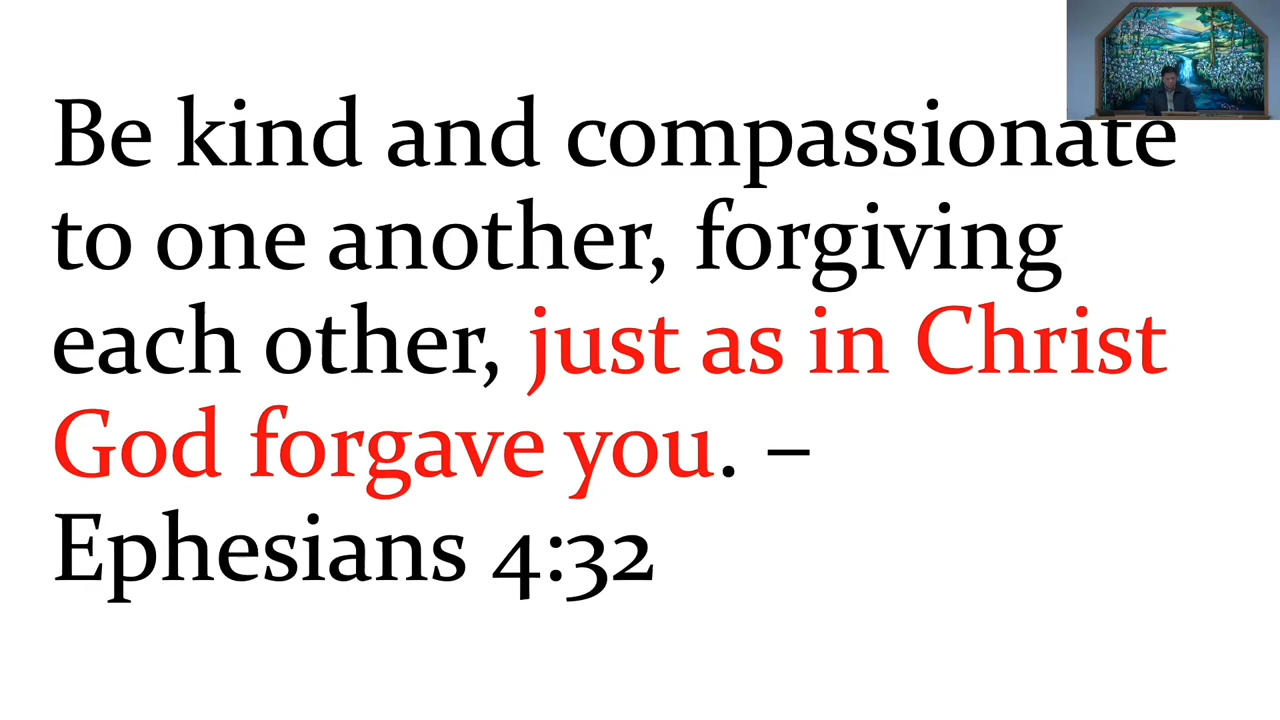 Be kind and compassionate
to one another, forgiving
each other, just as in Christ
God forgave you. –
Ephesians 4:32